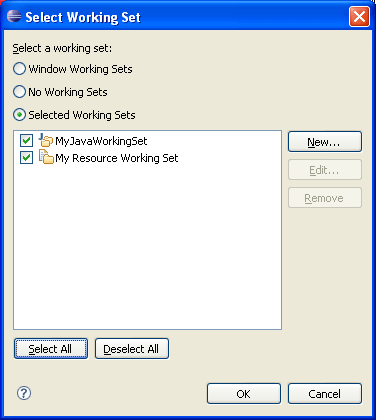 Select Working Set
Select a working set:
Window Working Sets
No Working Sets
Selected Working Sets
MyJavaWorkingSet
My Resource Working Set
New...
Edit...
Remove
Select All
Deselect All
?
OK
Cancel